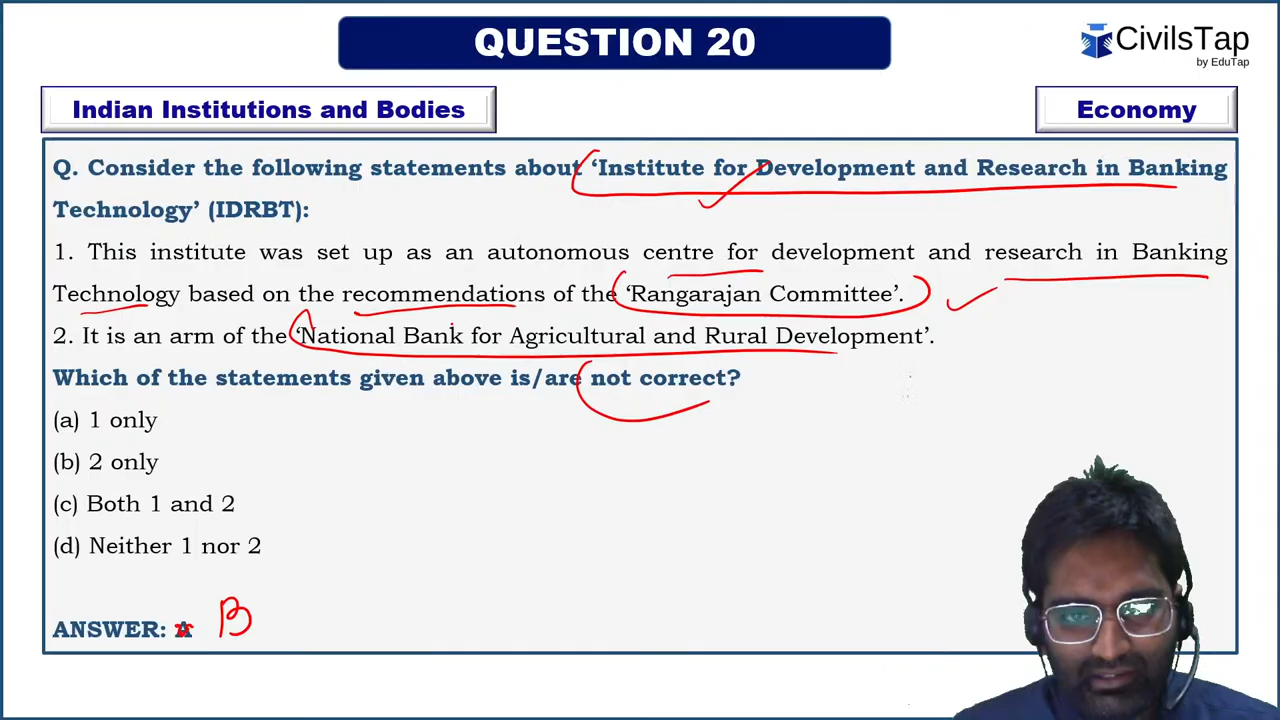 QUESTION 20
CivilsTap
by EduTap
Indian Institutions and Bodies
Economy
Q. Consider the following statements about ‘Institute for Development and Research in Banking
Technology’ (IDRBT):
1. This institute was set up as an autonomous centre for development and research in Banking
Technology based on the recommendations of the ‘Rangarajan Committee’.
2. It is an arm of the ‘National Bank for Agricultural and Rural Development’.
Which of the statements given above is/are not correct?
(a) 1 only
(b) 2 only
(c) Both 1 and 2
(d) Neither 1 nor 2
ANSWER: A B